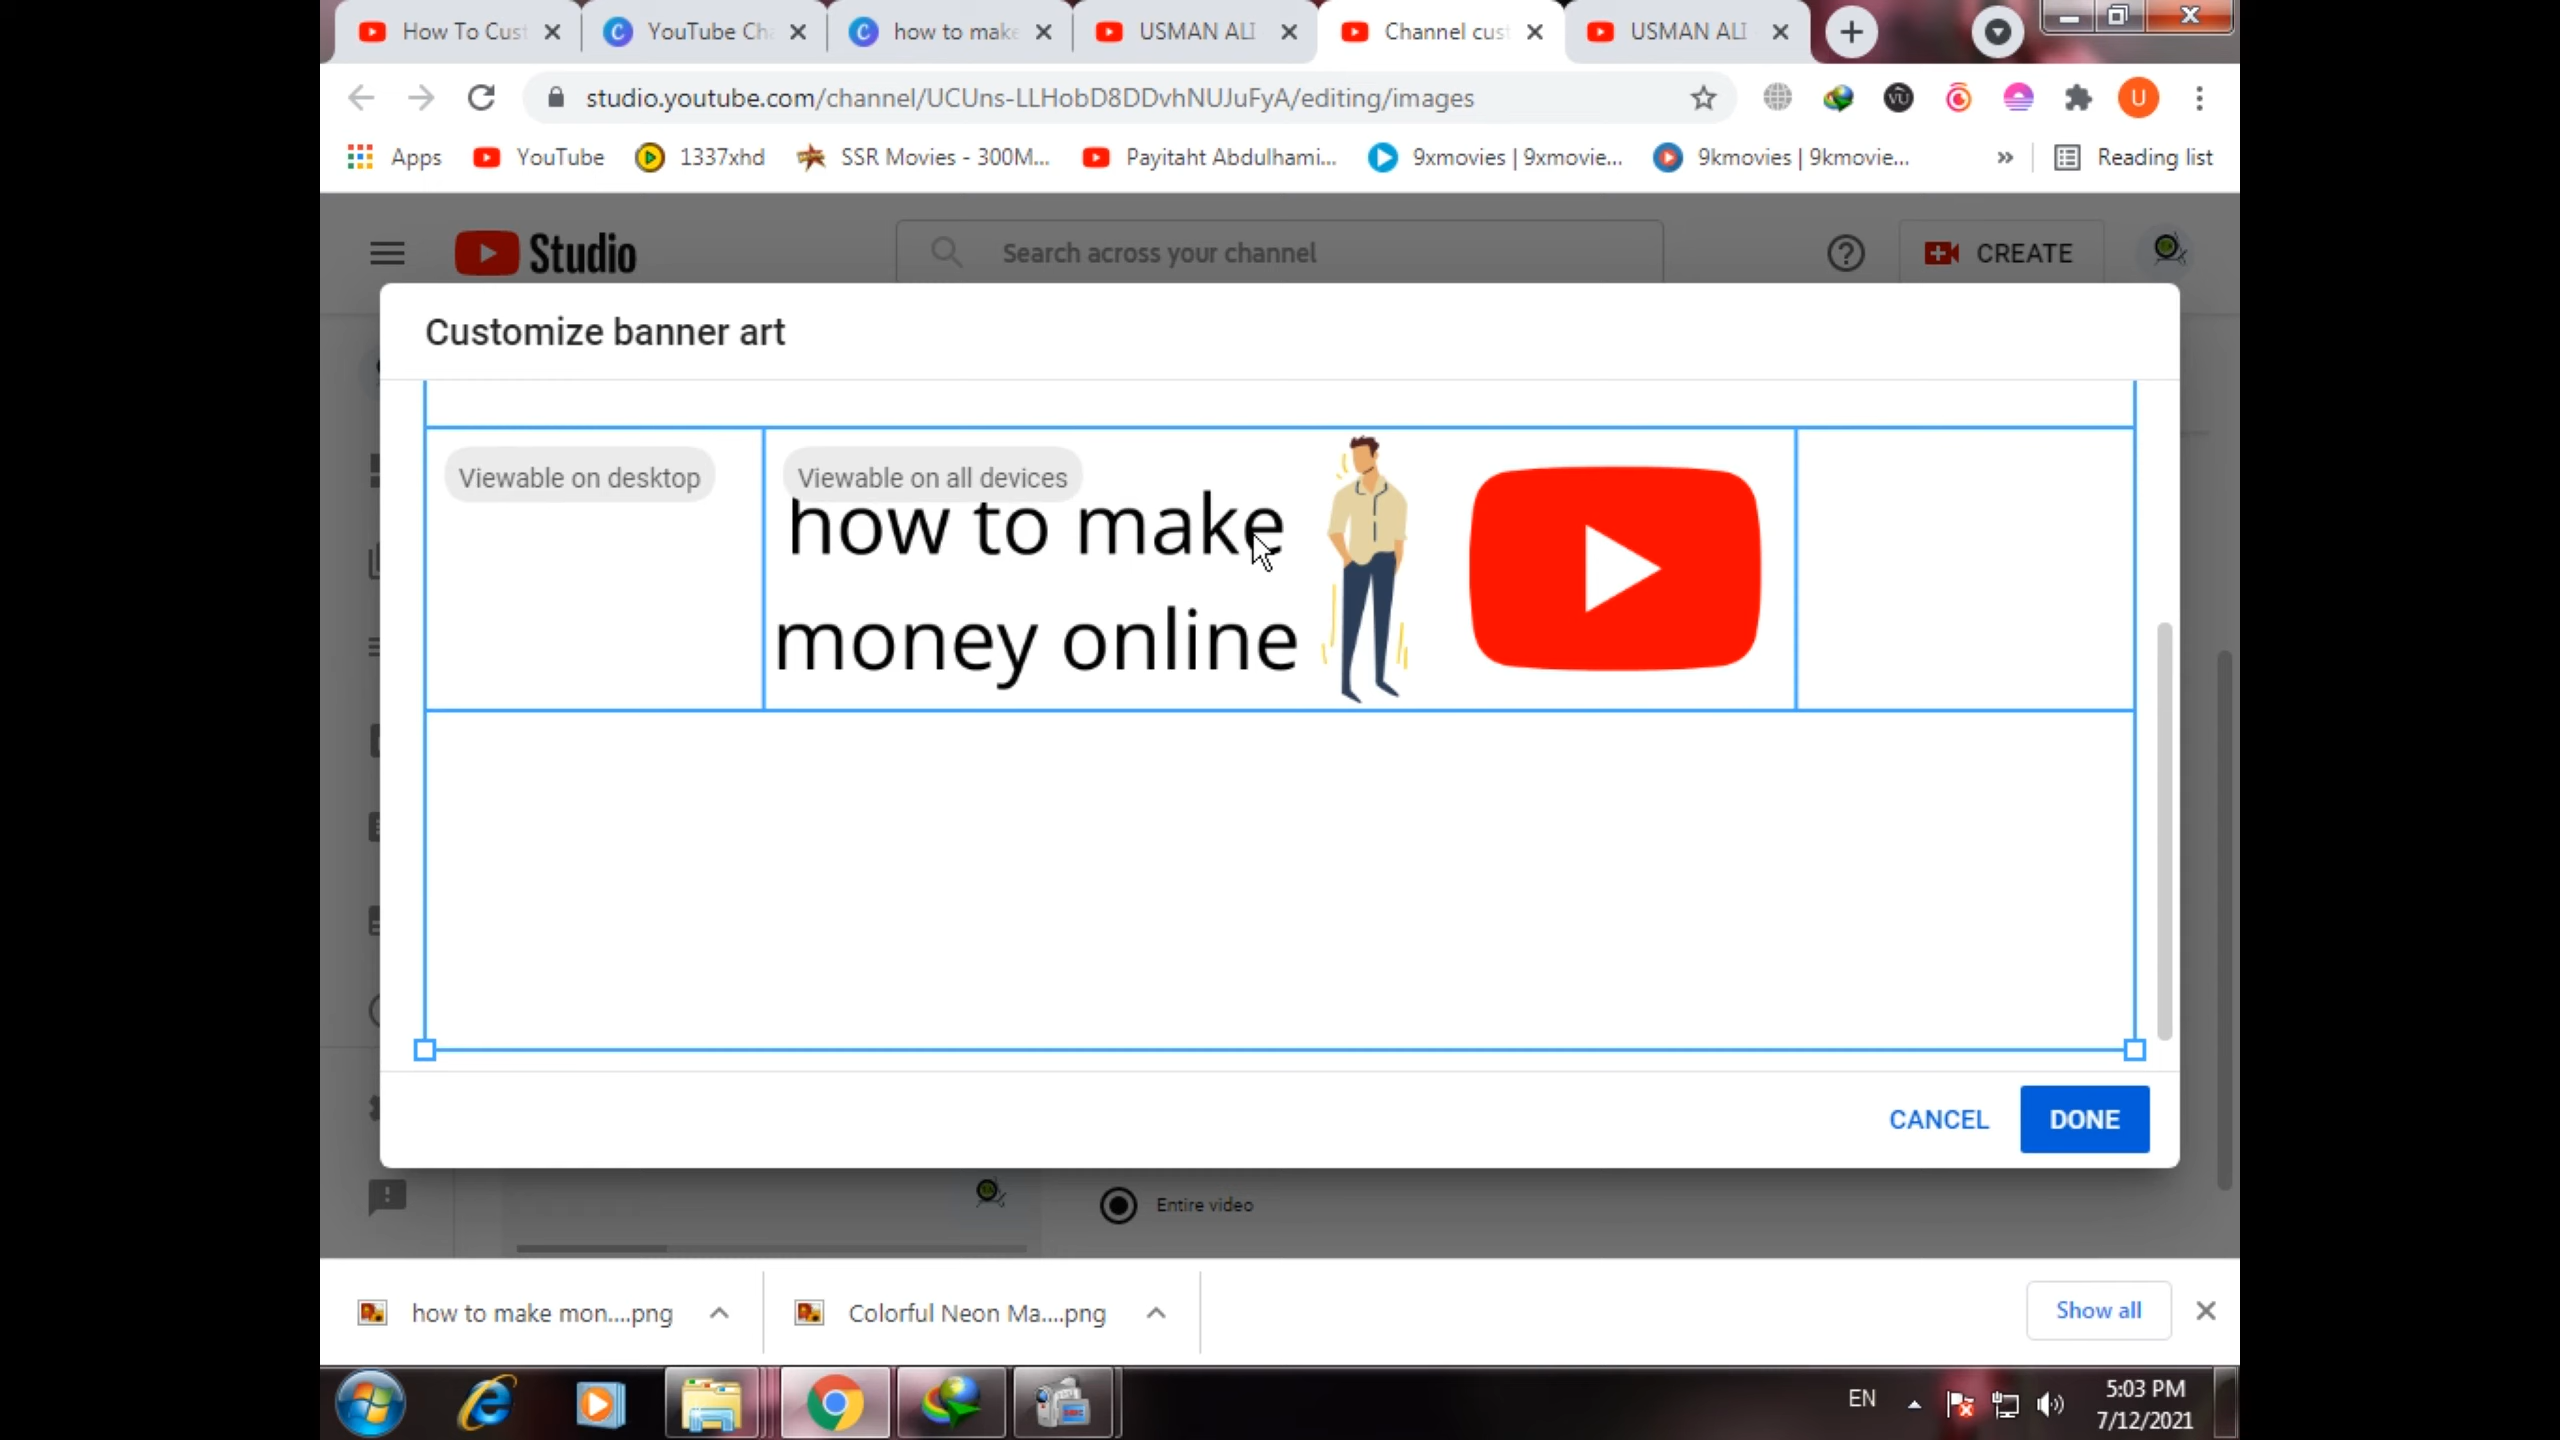 How To Cust
YouTube Ch
how to make
USMAN ALI
Channel cust
USMAN ALI
studio.youtube.com/channel/UCUns-LLHobD8DDvhNUJuFyA/editing/images
U
Apps
YouTube
1337xhd
SSR Movies - 300M...
Payitaht Abdulhami...
9xmovies | 9xmovie...
9kmovies | 9kmovie...
»
Reading list
Studio
Search across your channel
CREATE
Customize banner art
Viewable on desktop
Viewable on all devices
how to make
money online
CANCEL
DONE
Entire video
how to make mon....png
Colorful Neon Ma....png
Show all
EN
5:03 PM
7/12/2021